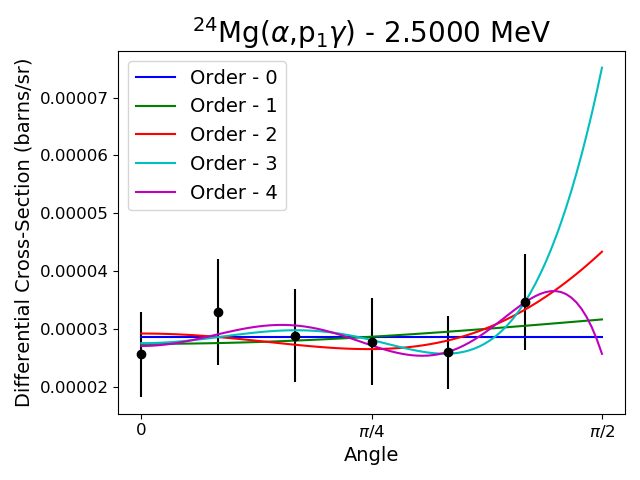 ²⁴Mg(α,p₁γ) - 2.5000 MeV
Differential Cross-Section (barns/sr)
0.00007
0.00006
0.00005
0.00004
0.00003
0.00002
Order - 0
Order - 1
Order - 2
Order - 3
Order - 4
0
π/4
π/2
Angle